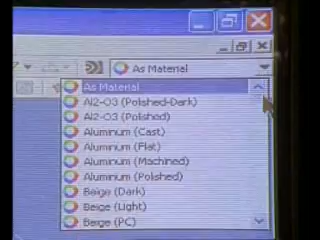 As Material
As Material
Al2-O3 (Polished-Dark)
Al2-O3 (Polished)
Aluminum (Cast)
Aluminum (Flat)
Aluminum (Machined)
Aluminum (Polished)
Beige (Dark)
Beige (Light)
Beige (PC)